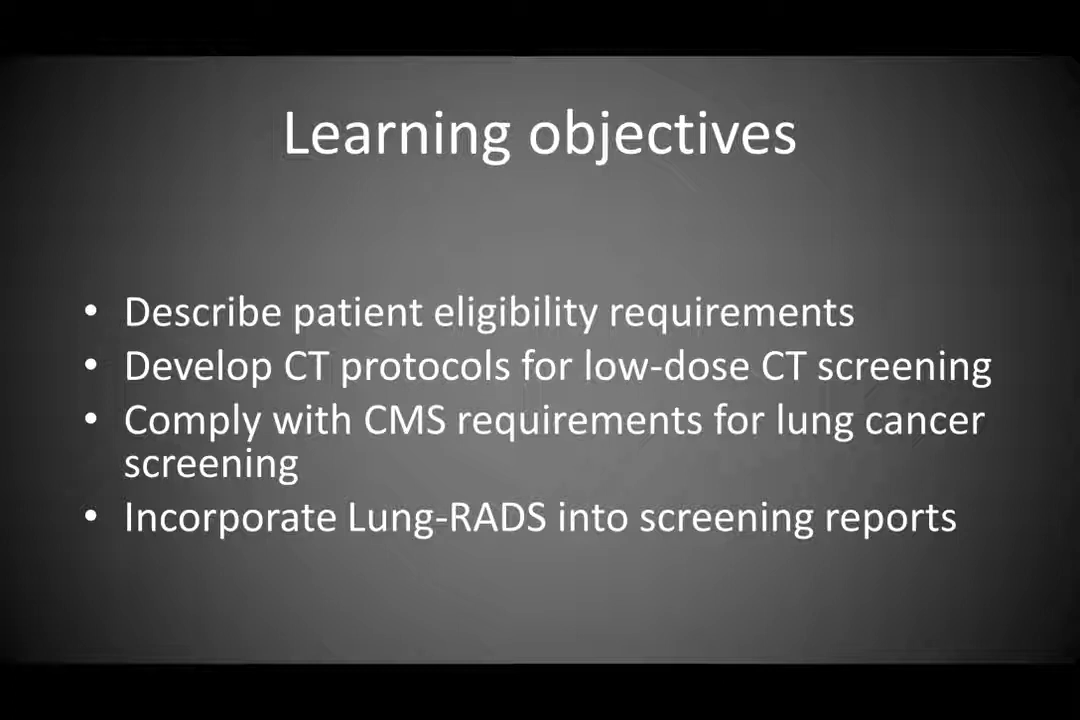 Learning objectives
• Describe patient eligibility requirements
• Develop CT protocols for low-dose CT screening
• Comply with CMS requirements for lung cancer
screening
• Incorporate Lung-RADS into screening reports